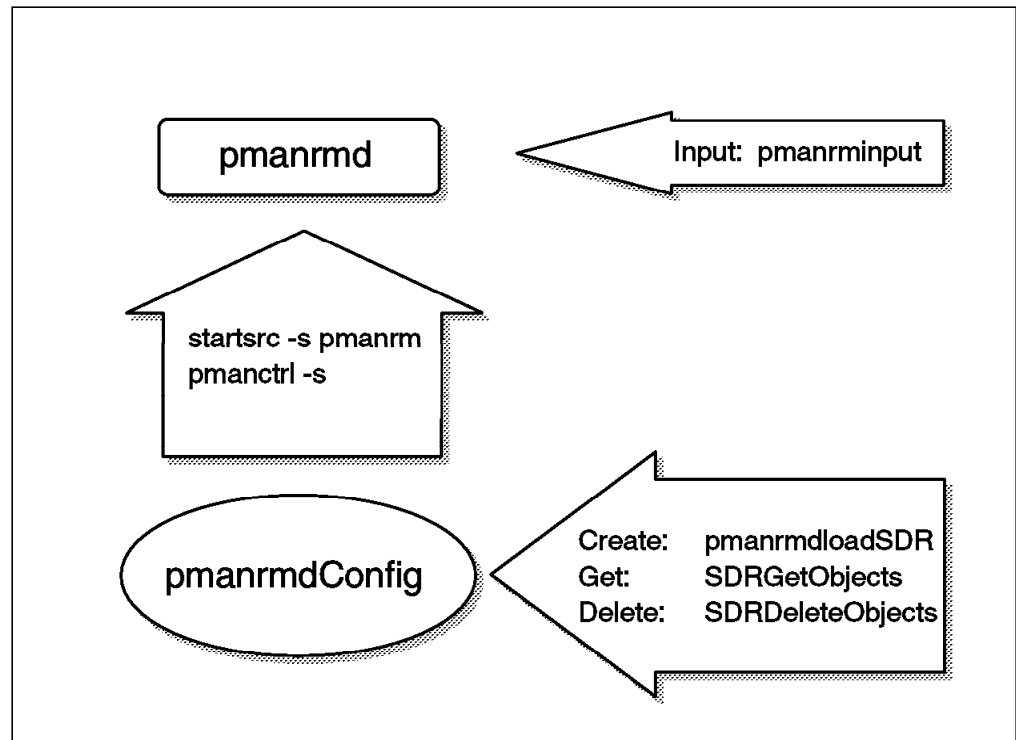 pmanrmd
Input: pmanrminput
startsrc -s pmanrm
pmanctrl -s
pmanrmdConfig
Create: pmanrmdloadSDR
Get: SDRGetObjects
Delete: SDRDeleteObjects